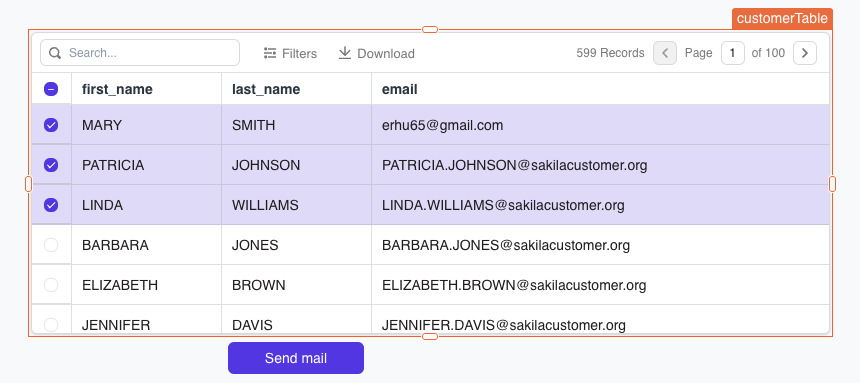 customerTable
Search... Filters Download 599 Records Page 1 of 100
first_name last_name email
MARY SMITH erhu65@gmail.com
PATRICIA JOHNSON PATRICIA.JOHNSON@sakilacustomer.org
LINDA WILLIAMS LINDA.WILLIAMS@sakilacustomer.org
BARBARA JONES BARBARA.JONES@sakilacustomer.org
ELIZABETH BROWN ELIZABETH.BROWN@sakilacustomer.org
JENNIFER DAVIS JENNIFER.DAVIS@sakilacustomer.org
Send mail